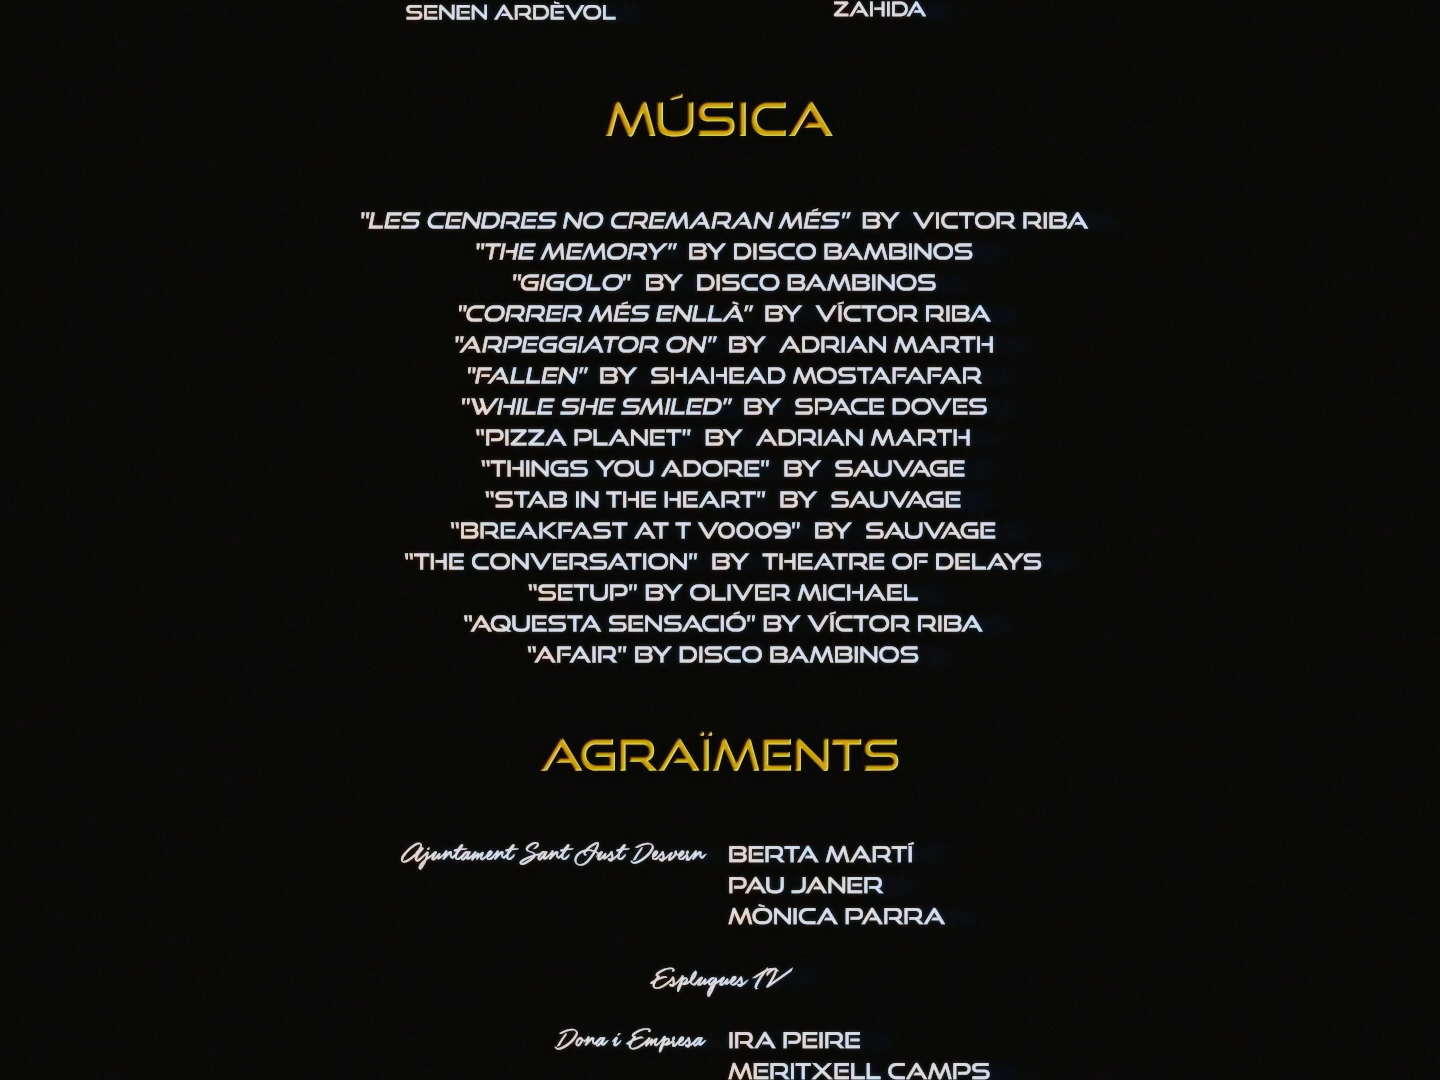 SENEN ARDÈVOL ZAHIDA
MÚSICA
"LES CENDRES NO CREMARAN MÉS" BY VICTOR RIBA
"THE MEMORY" BY DISCO BAMBINOS
"GIGOLO" BY DISCO BAMBINOS
"CORRER MÉS ENLLÀ" BY VÍCTOR RIBA
"ARPEGGIATOR ON" BY ADRIAN MARTH
"FALLEN" BY SHAHEAD MOSTAFAFAR
"WHILE SHE SMILED" BY SPACE DOVES
"PIZZA PLANET" BY ADRIAN MARTH
"THINGS YOU ADORE" BY SAUVAGE
"STAB IN THE HEART" BY SAUVAGE
"BREAKFAST AT T V0009" BY SAUVAGE
"THE CONVERSATION" BY THEATRE OF DELAYS
"SETUP" BY OLIVER MICHAEL
"AQUESTA SENSACIÓ" BY VÍCTOR RIBA
"AFAIR" BY DISCO BAMBINOS
AGRAÏMENTS
Ajuntament Sant Just Desvern BERTA MARTÍ
PAU JANER
MÒNICA PARRA
Esplugues TV
Dona i Empresa IRA PEIRE
MERITXELL CAMPS